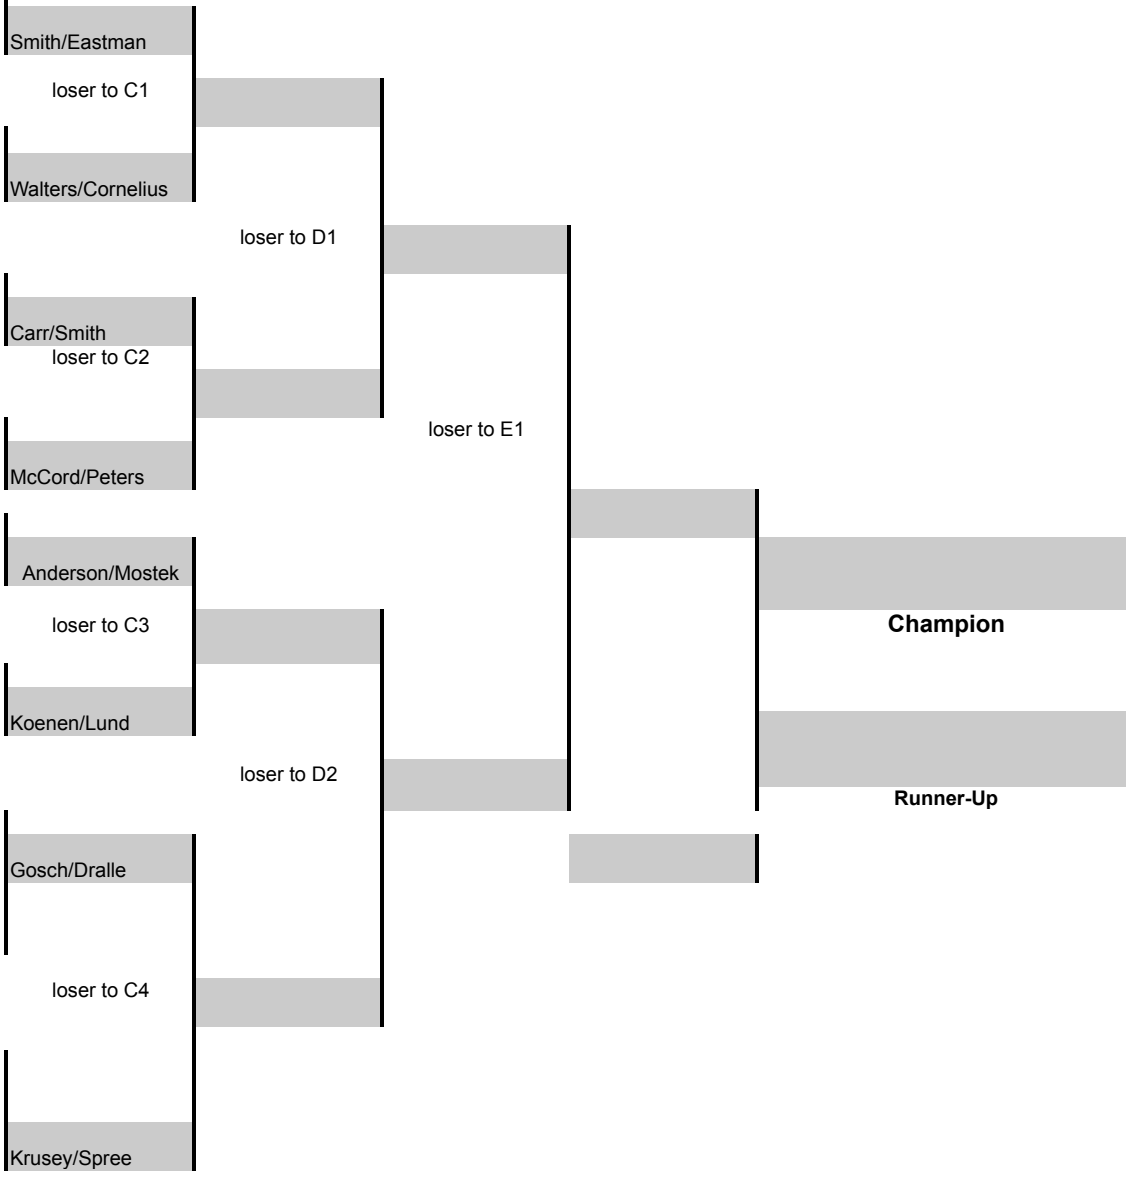 Smith/Eastman
loser to C1
Walters/Cornelius
loser to D1
Carr/Smith
loser to C2
loser to E1
McCord/Peters
Anderson/Mostek
loser to C3
Champion
Koenen/Lund
loser to D2
Runner-Up
Gosch/Dralle
loser to C4
Krusey/Spree